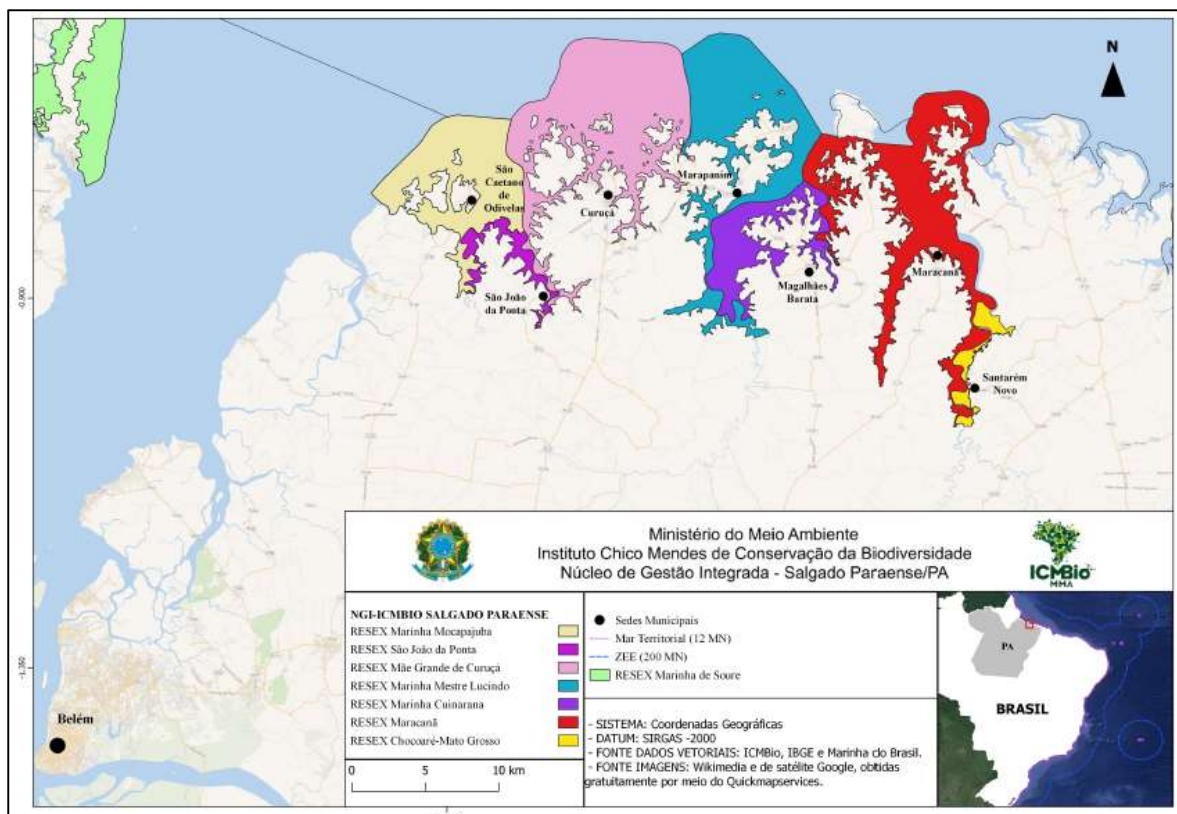 N
São
Caetano
de
Odivelas
Curuçá
Marapanim
São João
da Ponta
Magalhães
Barata
Maracanã
Santarém
Novo
-0.900
-1.350
Belém
Ministério do Meio Ambiente
Instituto Chico Mendes de Conservação da Biodiversidade
Núcleo de Gestão Integrada - Salgado Paraense/PA
ICMBio
MMA
NGI-ICMBIO SALGADO PARAENSE
RESEX Marinha Mocapajuba
RESEX São João da Ponta
RESEX Mãe Grande de Curuçá
RESEX Marinha Mestre Lucindo
RESEX Marinha Cuinarana
RESEX Maracanã
RESEX Chocoaré-Mato Grosso
Sedes Municipais
Mar Territorial (12 MN)
ZEE (200 MN)
RESEX Marinha de Soure
0 5 10 km
- SISTEMA: Coordenadas Geográficas
- DATUM: SIRGAS -2000
- FONTE DADOS VETORIAIS: ICMBio, IBGE e Marinha do Brasil.
- FONTE IMAGENS: Wikimedia e de satélite Google, obtidas
gratuitamente por meio do Quickmapservices.
PA
BRASIL